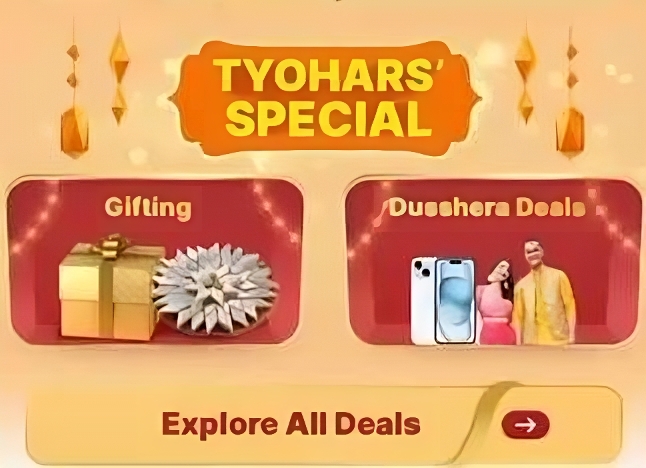 TYOHARS'
SPECIAL
Gifting
Dusshera Deals
Explore All Deals